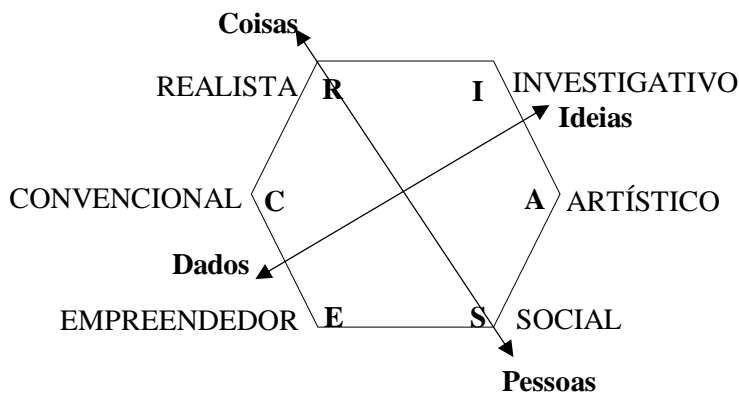 Coisas
REALISTA R I INVESTIGATIVO
Ideias
CONVENCIONAL C A ARTÍSTICO
Dados
EMPREENDEDOR E S SOCIAL
Pessoas